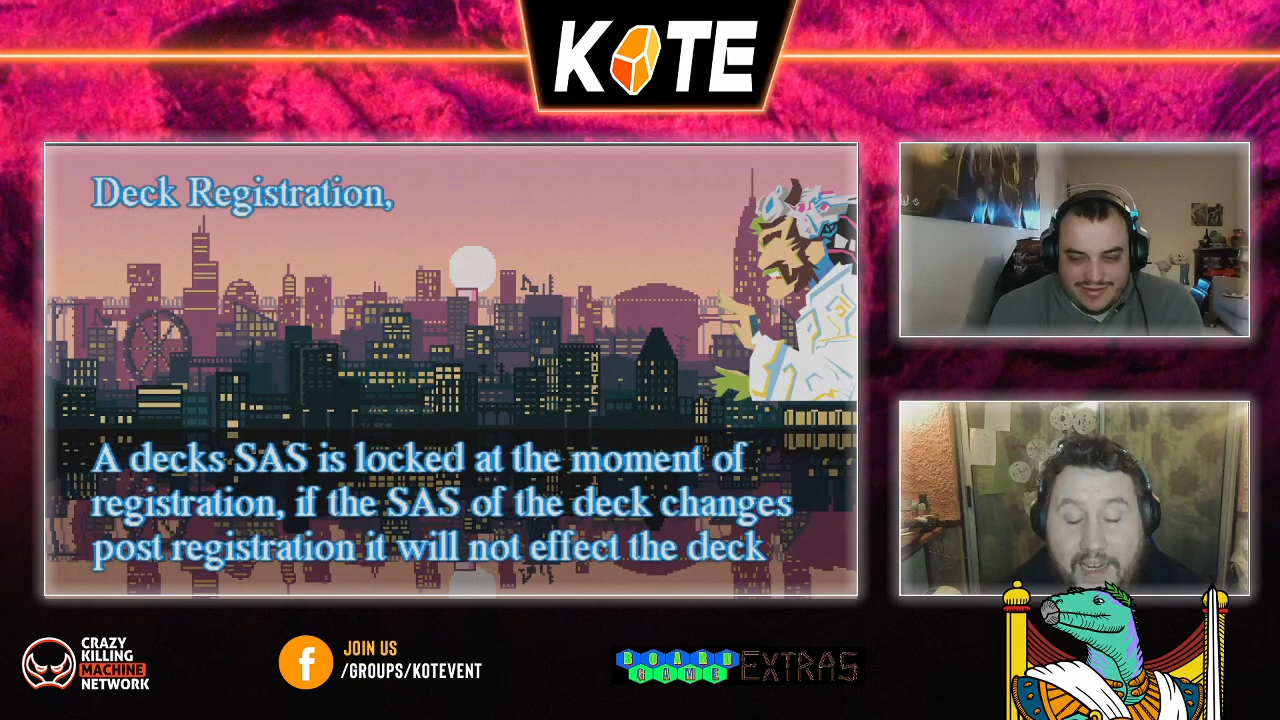 KOTE
Deck Registration,
HOTEL
A decks SAS is locked at the moment of
registration, if the SAS of the deck changes
post registration it will not effect the deck
CRAZY
KILLING
MACHINE
NETWORK
JOIN US
/GROUPS/KOTEVENT
BOARD
GAME
EXTRAS